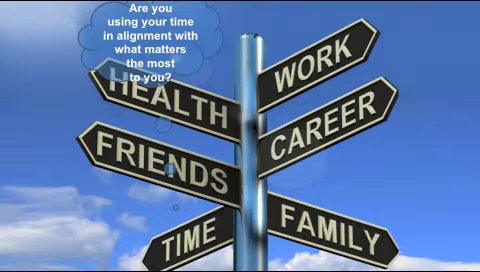 Are you
using your time
in alignment with
what matters
the most
to you?
HEALTH
WORK
CAREER
FRIENDS
TIME
FAMILY